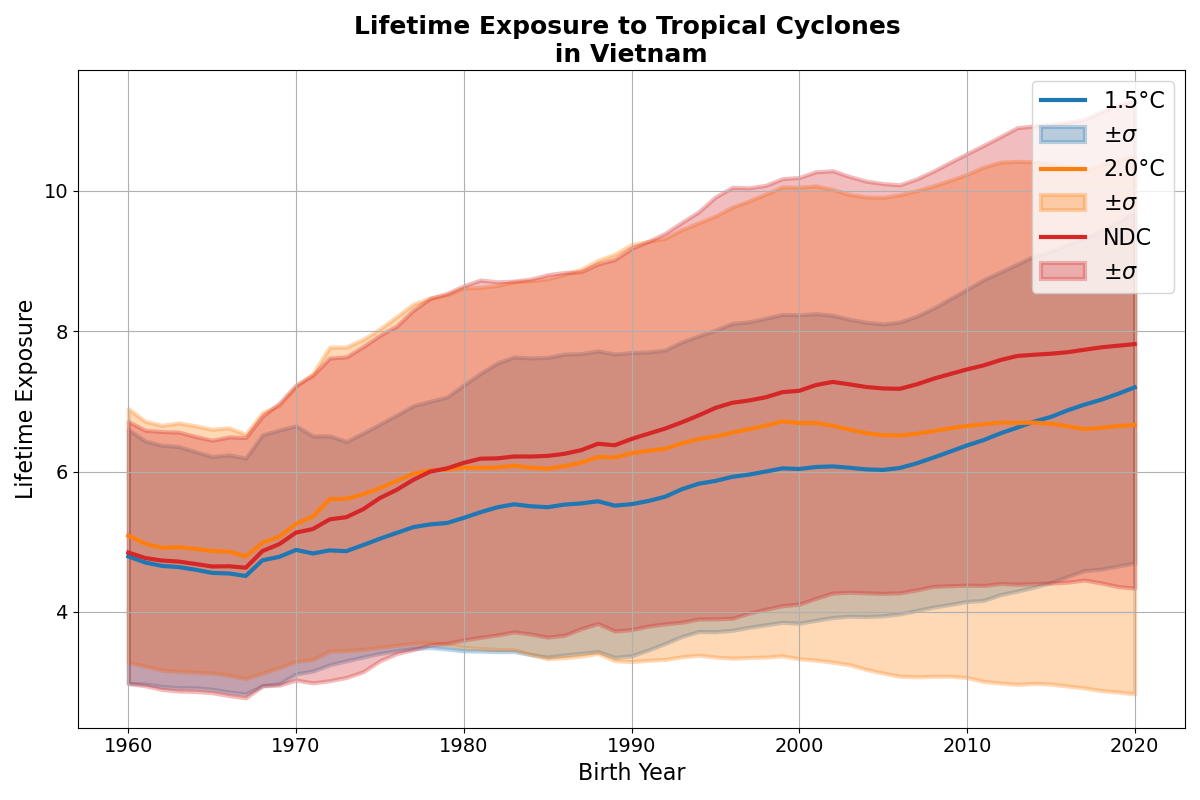 Lifetime Exposure to Tropical Cyclones
in Vietnam
1.5°C
±σ
2.0°C
±σ
NDC
±σ
Lifetime Exposure
10
8
6
4
1960
1970
1980
1990
2000
2010
2020
Birth Year